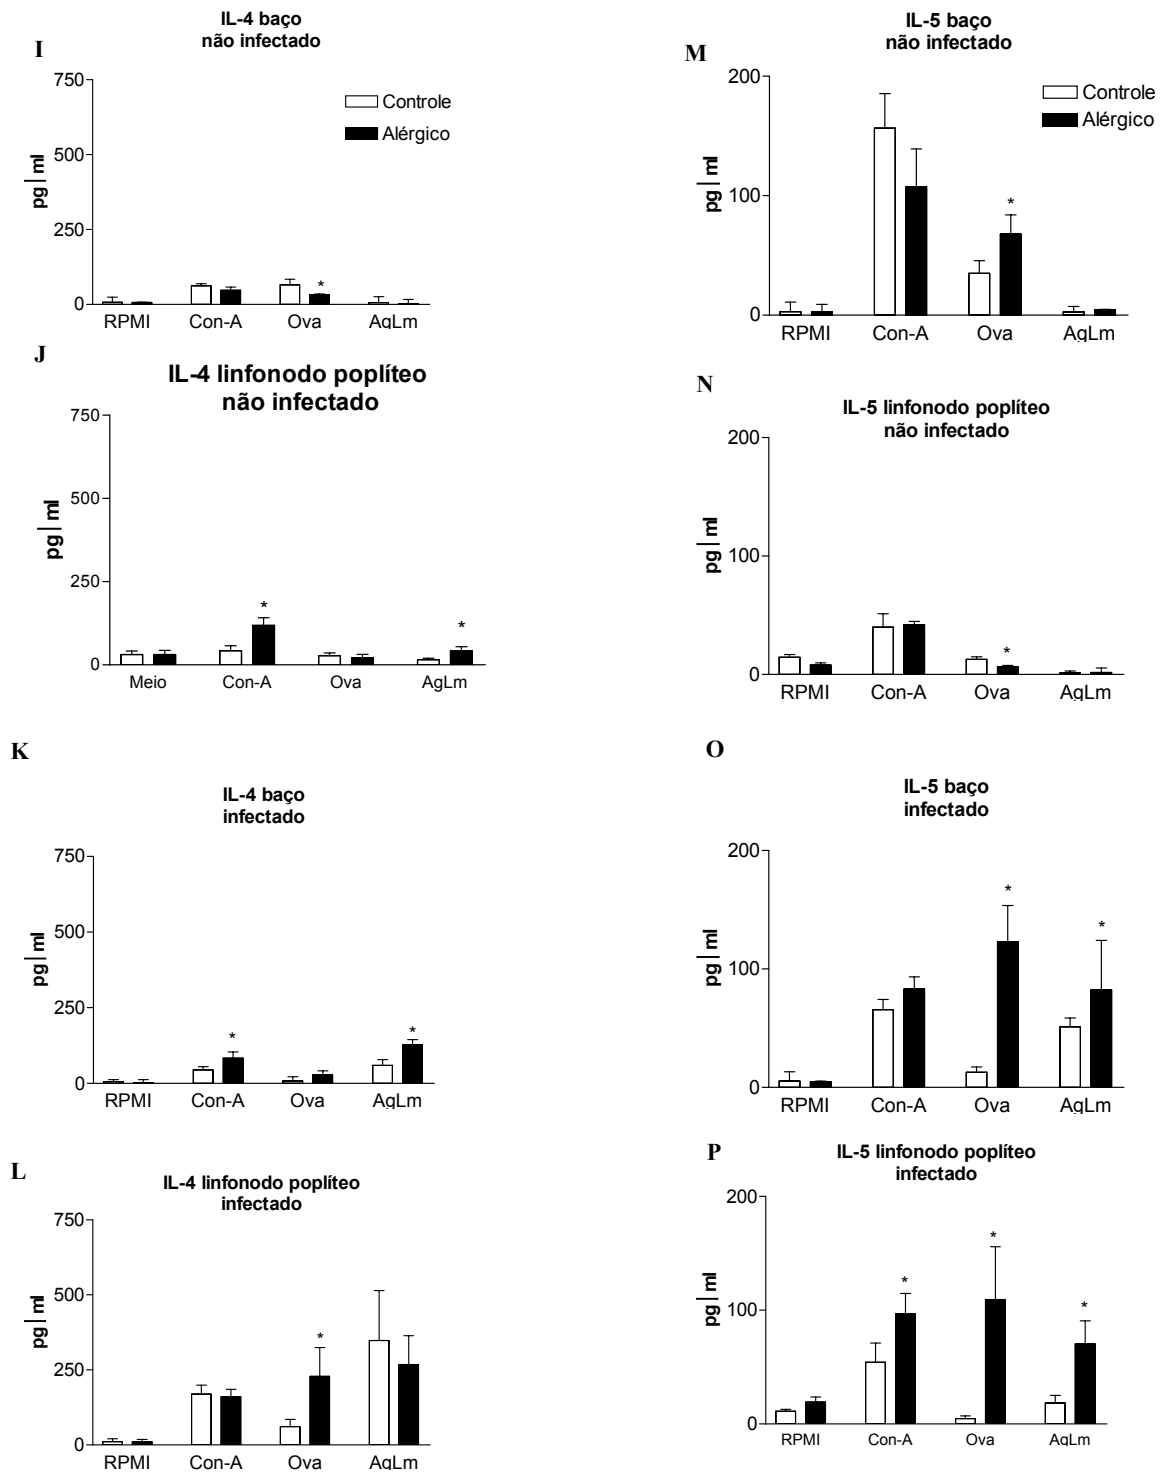 I
IL-4 baço
não infectado
750
500
250
0
pg|ml
Controle
Alérgico
*
RPMI Con-A Ova AgLm
M
IL-5 baço
não infectado
200
100
0
pg|ml
Controle
Alérgico
*
RPMI Con-A Ova AgLm
J
IL-4 linfonodo poplíteo
não infectado
750
500
250
0
pg|ml
* *
Meio Con-A Ova AgLm
N
IL-5 linfonodo poplíteo
não infectado
200
100
0
pg|ml
*
RPMI Con-A Ova AgLm
K
IL-4 baço
infectado
750
500
250
0
pg|ml
* *
RPMI Con-A Ova AgLm
O
IL-5 baço
infectado
200
100
0
pg|ml
* *
RPMI Con-A Ova AgLm
L
IL-4 linfonodo poplíteo
infectado
750
500
250
0
pg|ml
*
RPMI Con-A Ova AgLm
P
IL-5 linfonodo poplíteo
infectado
200
100
0
pg|ml
* * *
RPMI Con-A Ova AgLm